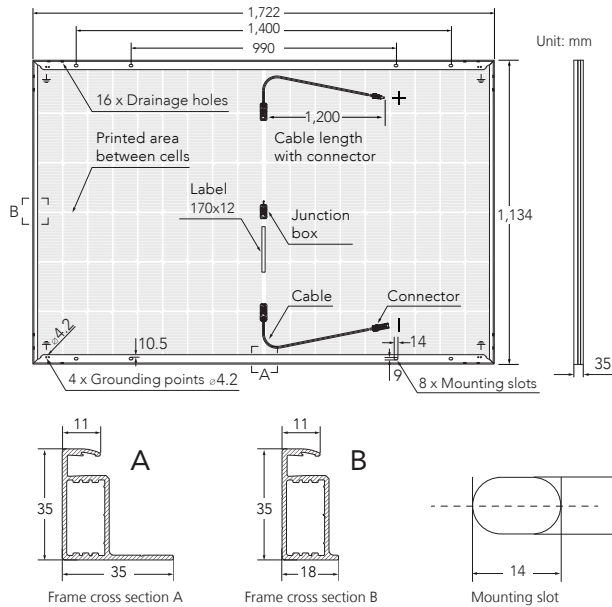 1,722
1,400
990
Unit: mm
16 x Drainage holes
+
1,200
Printed area
between cells
Cable length
with connector
Label
170x12
B
Junction
box
1,134
Cable
Connector
ø4.2
10.5
-
14
A
9
4 x Grounding points ø4.2
8 x Mounting slots
35
11
A
35
35
Frame cross section A
11
B
35
18
Frame cross section B
14
Mounting slot